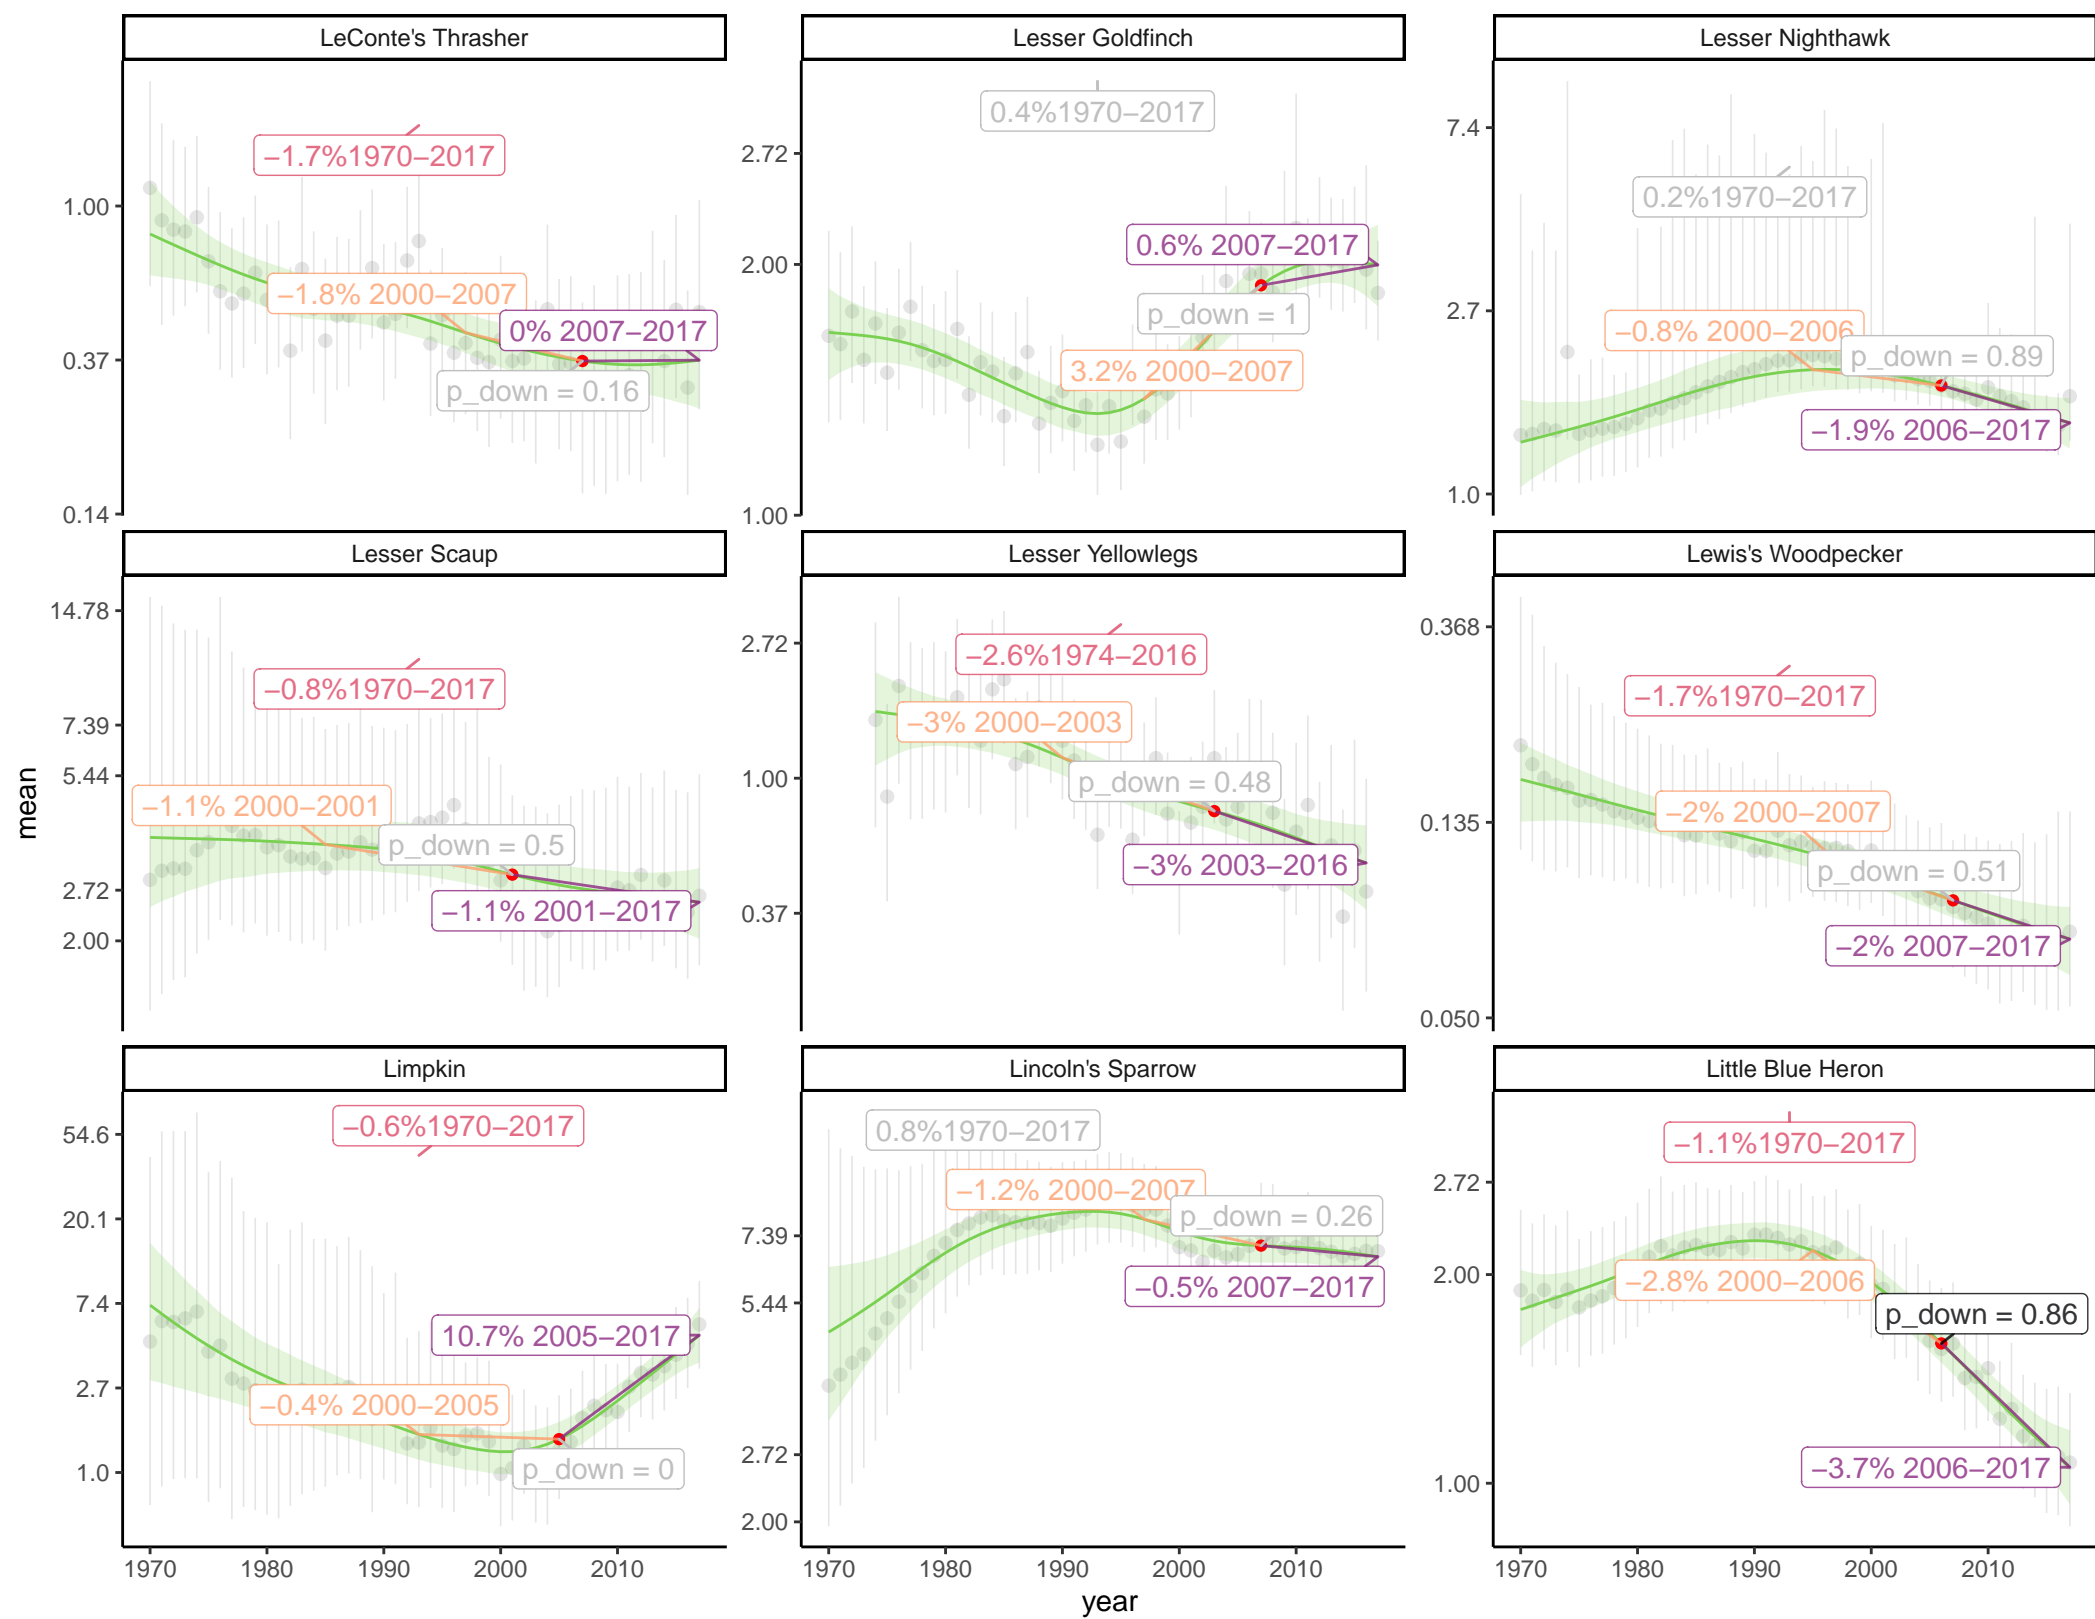 LeConte's Thrasher
Lesser Goldfinch
Lesser Nighthawk
1.00
0.37
0.14
−1.7%1970−2017
−1.8% 2000−2007
0% 2007−2017
p_down = 0.16
2.72
2.00
1.00
0.4%1970−2017
0.6% 2007−2017
p_down = 1
3.2% 2000−2007
7.4
2.7
1.0
0.2%1970−2017
−0.8% 2000−2006
p_down = 0.89
−1.9% 2006−2017
Lesser Scaup
Lesser Yellowlegs
Lewis's Woodpecker
mean
14.78
7.39
5.44
2.72
2.00
−0.8%1970−2017
−1.1% 2000−2001
p_down = 0.5
−1.1% 2001−2017
2.72
1.00
0.37
−2.6%1974−2016
−3% 2000−2003
p_down = 0.48
−3% 2003−2016
0.368
0.135
0.050
−1.7%1970−2017
−2% 2000−2007
p_down = 0.51
−2% 2007−2017
Limpkin
Lincoln's Sparrow
Little Blue Heron
54.6
20.1
7.4
2.7
1.0
−0.6%1970−2017
10.7% 2005−2017
−0.4% 2000−2005
p_down = 0
7.39
5.44
2.72
2.00
0.8%1970−2017
−1.2% 2000−2007
p_down = 0.26
−0.5% 2007−2017
2.72
2.00
1.00
−1.1%1970−2017
−2.8% 2000−2006
p_down = 0.86
−3.7% 2006−2017
1970 1980 1990 2000 2010
1970 1980 1990 2000 2010
1970 1980 1990 2000 2010
year